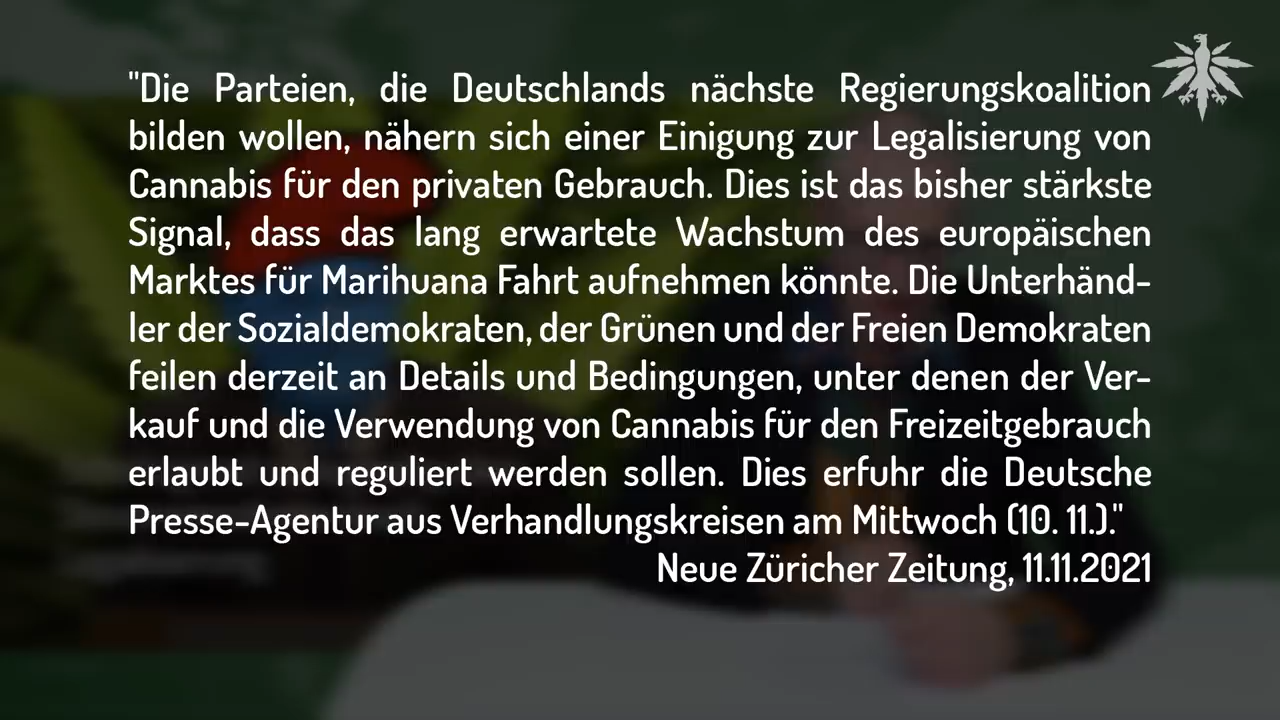 "Die Parteien, die Deutschlands nächste Regierungskoalition
bilden wollen, nähern sich einer Einigung zur Legalisierung von
Cannabis für den privaten Gebrauch. Dies ist das bisher stärkste
Signal, dass das lang erwartete Wachstum des europäischen
Marktes für Marihuana Fahrt aufnehmen könnte. Die Unterhänd-
ler der Sozialdemokraten, der Grünen und der Freien Demokraten
feilen derzeit an Details und Bedingungen, unter denen der Ver-
kauf und die Verwendung von Cannabis für den Freizeitgebrauch
erlaubt und reguliert werden sollen. Dies erfuhr die Deutsche
Presse-Agentur aus Verhandlungskreisen am Mittwoch (10. 11.)."
Neue Züricher Zeitung, 11.11.2021